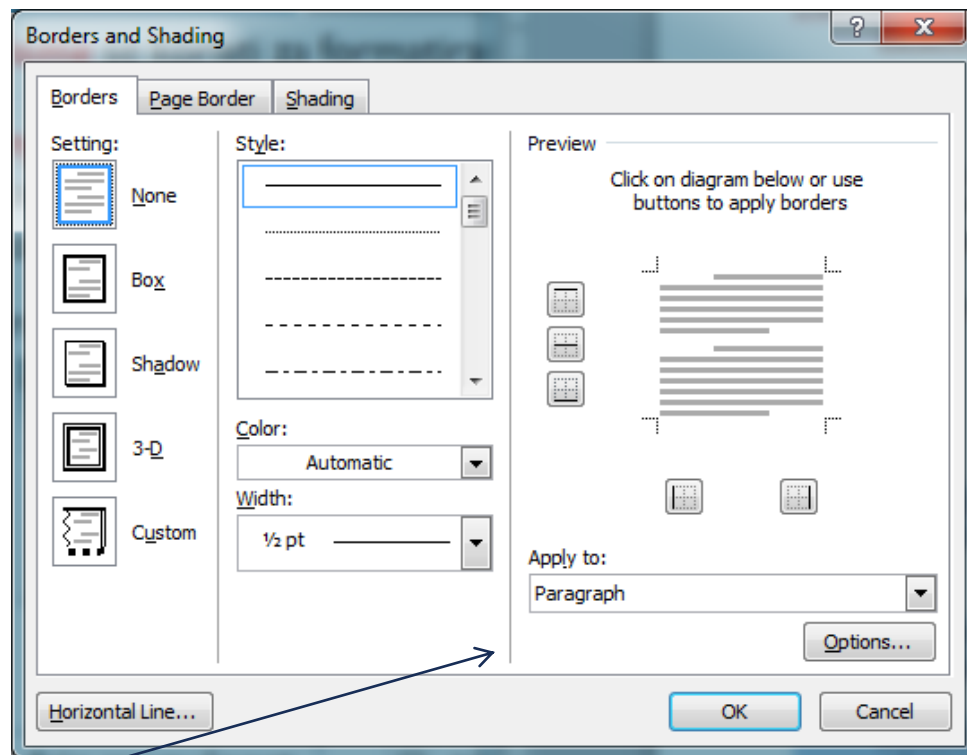 Borders and Shading
Borders Page Border Shading
Setting:
None
Box
Shadow
3-D
Custom
Style:
Color:
Automatic
Width:
½ pt
Preview
Click on diagram below or use
buttons to apply borders
Apply to:
Paragraph
Options...
Horizontal Line...
OK
Cancel